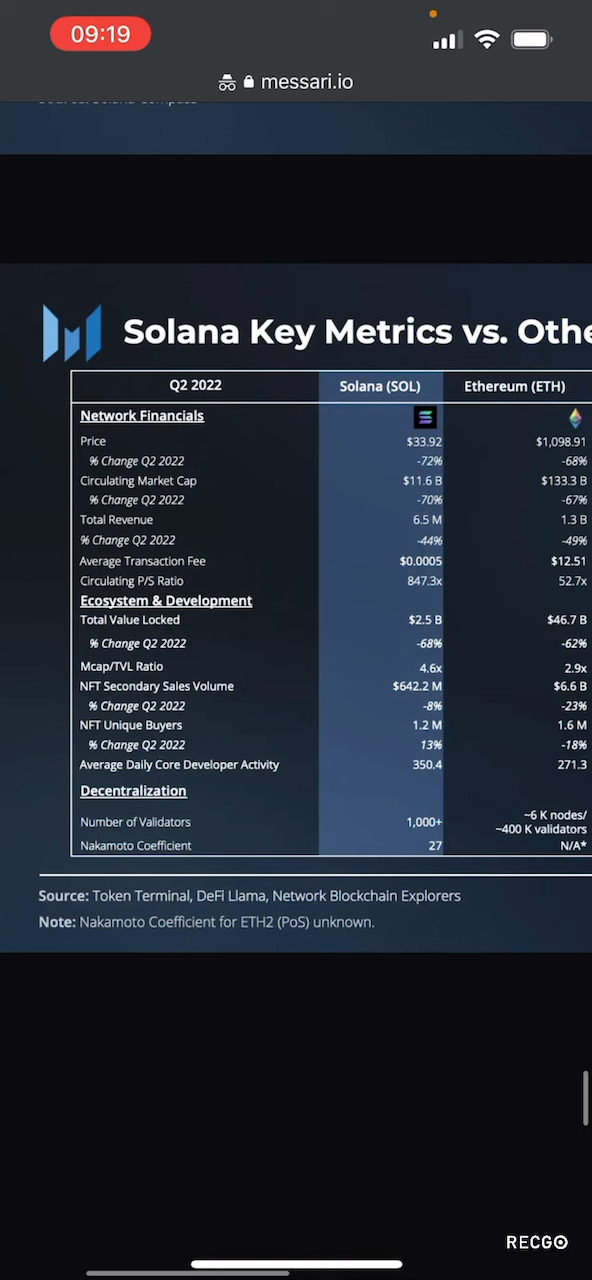 09:19
messari.io
Solana Key Metrics vs. Othe
Q2 2022 Solana (SOL) Ethereum (ETH)
Network Financials
Price $33.92 $1,098.91
% Change Q2 2022 -72% -68%
Circulating Market Cap $11.6 B $133.3 B
% Change Q2 2022 -70% -67%
Total Revenue 6.5 M 1.3 B
% Change Q2 2022 -44% -49%
Average Transaction Fee $0.0005 $12.51
Circulating P/S Ratio 847.3x 52.7x
Ecosystem & Development
Total Value Locked $2.5 B $46.7 B
% Change Q2 2022 -68% -62%
Mcap/TVL Ratio 4.6x 2.9x
NFT Secondary Sales Volume $642.2 M $6.6 B
% Change Q2 2022 -8% -23%
NFT Unique Buyers 1.2 M 1.6 M
% Change Q2 2022 13% -18%
Average Daily Core Developer Activity 350.4 271.3
Decentralization
Number of Validators 1,000+ ~6 K nodes/
~400 K validators
Nakamoto Coefficient 27 N/A*
Source: Token Terminal, DeFi Llama, Network Blockchain Explorers
Note: Nakamoto Coefficient for ETH2 (PoS) unknown.
RECGO